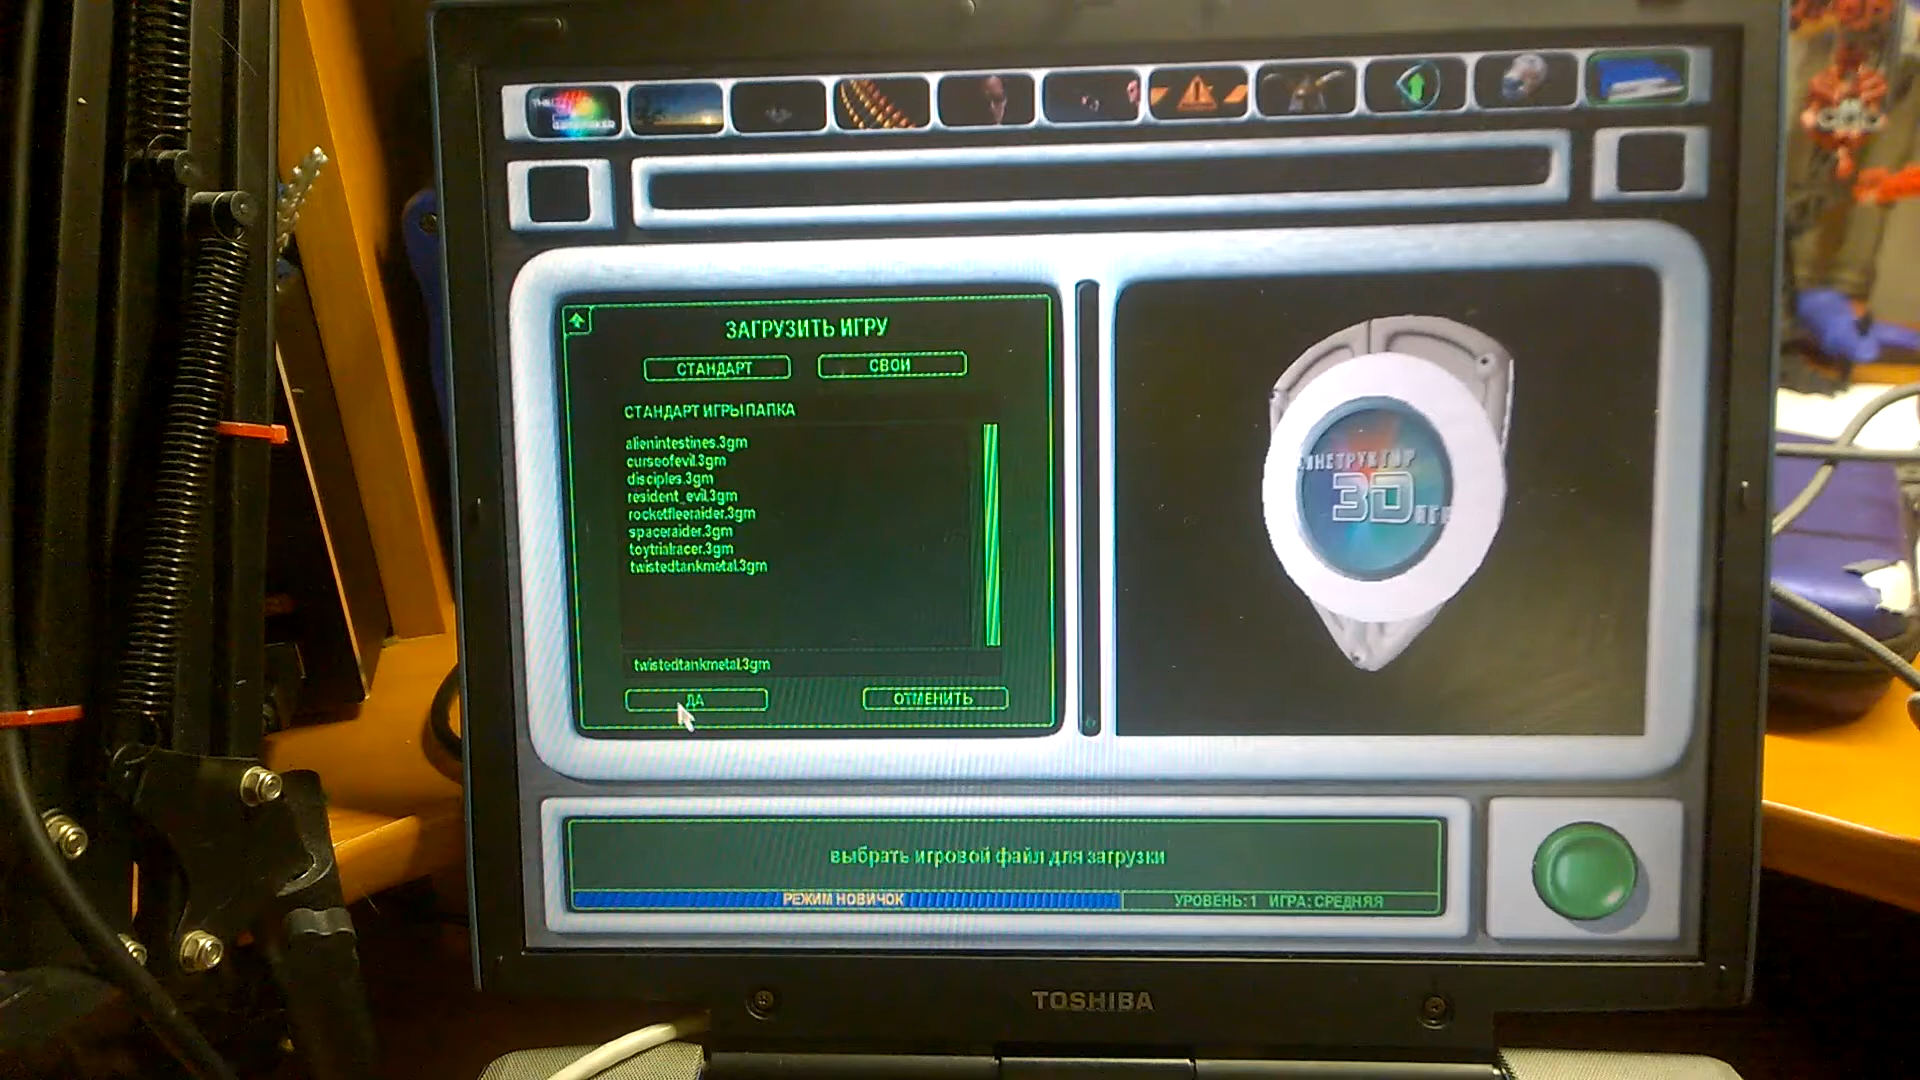 ЗАГРУЗИТЬ ИГРУ
СТАНДАРТ
СВОИ
СТАНДАРТ ИГРЫ ПАПКА
alienintestines.3gm
curseofevil.3gm
disciples.3gm
resident_evil.3gm
rocketfleeraider.3gm
spaceraider.3gm
toytrialracer.3gm
twistedtankmetal.3gm
twistedtankmetal.3gm
ДА
ОТМЕНИТЬ
3D
выбрать игровой файл для загрузки
РЕЖИМ НОВИЧОК
УРОВЕНЬ: 1 ИГРА: СРЕДНЯЯ
TOSHIBA